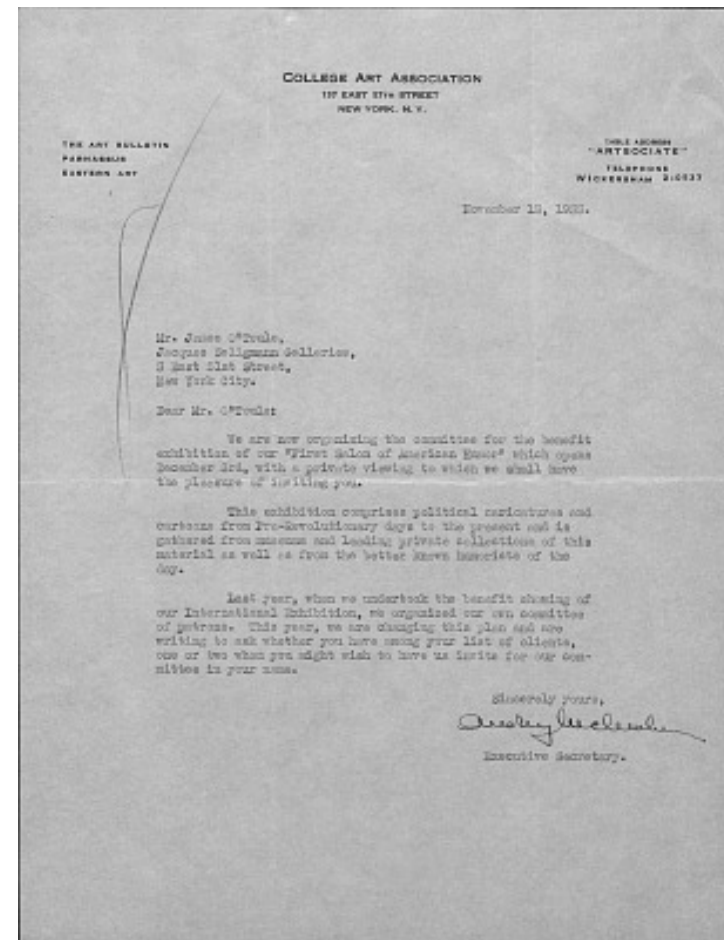 COLLEGE ART ASSOCIATION
137 EAST 57TH STREET
NEW YORK, N. Y.
THE ART BULLETIN
PARNASSUS
EASTERN ART
CABLE ADDRESS
"ARTSOCIATE"
TELEPHONE
WICKERSHAM
November
Mr. James O'Toole,
Jacques Seligmann Galleries,
East 51st Street,
New York City.
Dear Mr. O'Toole:
We are now organizing the committee for the benefit
exhibition of our "First Salon of American Humor" which opens
December 3rd, with a private viewing to which we shall have
the pleasure of inviting you.
This exhibition comprises political caricatures and
cartoons from Pre-Revolutionary days to the present and is
gathered from museums and leading private collections of this
material as well as from the better known humorists of the
day.
Last year, when we undertook the benefit showing of
our International Exhibition, we organized our own committee
of patrons. This year, we are changing this plan and are
writing to ask whether you have among your list of clients,
one or two whom you might wish to have us invite for our com-
mittee in your name.
Sincerely yours,
Executive Secretary.